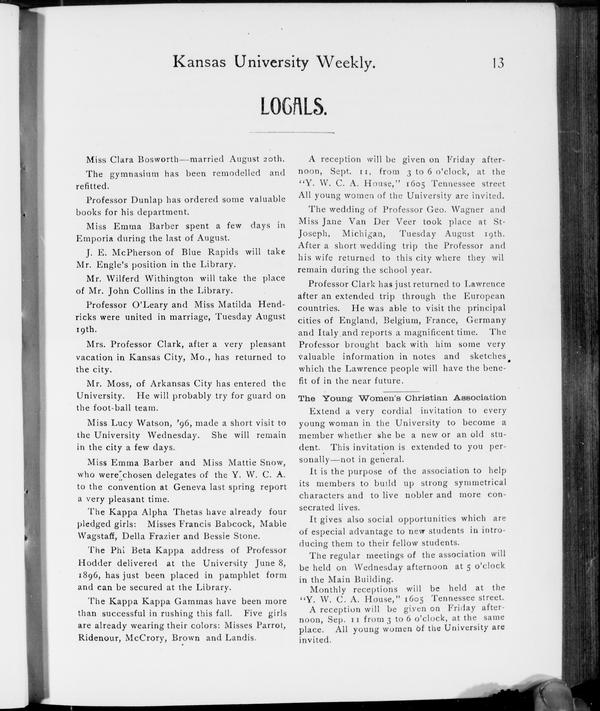 Kansas University Weekly. 13
LOCALS.
Miss Clara Bosworth—married August 20th.
The gymnasium has been remodelled and
refitted.
Professor Dunlap has ordered some valuable
books for his department.
Miss Emma Barber spent a few days in
Emporia during the last of August.
J. E. McPherson of Blue Rapids will take
Mr. Engle's position in the Library.
Mr. Wilferd Withington will take the place
of Mr. John Collins in the Library.
Professor O'Leary and Miss Matilda Hend-
ricks were united in marriage, Tuesday August
19th.
Mrs. Professor Clark, after a very pleasant
vacation in Kansas City, Mo., has returned to
the city.
Mr. Moss, of Arkansas City has entered the
University. He will probably try for guard on
the foot-ball team.
Miss Lucy Watson, '96, made a short visit to
the University Wednesday. She will remain
in the city a few days.
Miss Emma Barber and Miss Mattie Snow,
who were chosen delegates of the Y. W. C. A.
to the convention at Geneva last spring report
a very pleasant time.
The Kappa Alpha Thetas have already four
pledged girls: Misses Francis Babcock, Mable
Wagstaff, Della Frazier and Bessie Stone.
The Phi Beta Kappa address of Professor
Hodder delivered at the University June 8,
1896, has just been placed in pamphlet form
and can be secured at the Library.
The Kappa Kappa Gammas have been more
than successful in rushing this fall. Five girls
are already wearing their colors: Misses Parrot,
Ridenour, McCrory, Brown and Landis.
A reception will be given on Friday after-
noon, Sept. 11, from 3 to 6 o'clock, at the
"Y. W. C. A. House," 1605 Tennessee street
All young women of the University are invited.
The wedding of Professor Geo. Wagner and
Miss Jane Van Der Veer took place at St-
Joseph, Michigan, Tuesday August 19th.
After a short wedding trip the Professor and
his wife returned to this city where they wil
remain during the school year.
Professor Clark has just returned to Lawrence
after an extended trip through the European
countries. He was able to visit the principal
cities of England, Belgium, France, Germany
and Italy and reports a magnificent time. The
Professor brought back with him some very
valuable information in notes and sketches
which the Lawrence people will have the bene-
fit of in the near future.
The Young Women's Christian Association
Extend a very cordial invitation to every
young woman in the University to become a
member whether she be a new or an old stu-
dent. This invitation is extended to you per-
sonally—not in general.
It is the purpose of the association to help
its members to build up strong symmetrical
characters and to live nobler and more con-
secrated lives.
It gives also social opportunities which are
of especial advantage to new students in intro-
ducing them to their fellow students.
The regular meetings of the association will
be held on Wednesday afternoon at 5 o'clock
in the Main Building.
Monthly receptions will be held at the
"Y. W. C. A. House," 1605 Tennessee street.
A reception will be given on Friday after-
noon, Sep. 11 from 3 to 6 o'clock, at the same
place. All young women of the University are
invited.